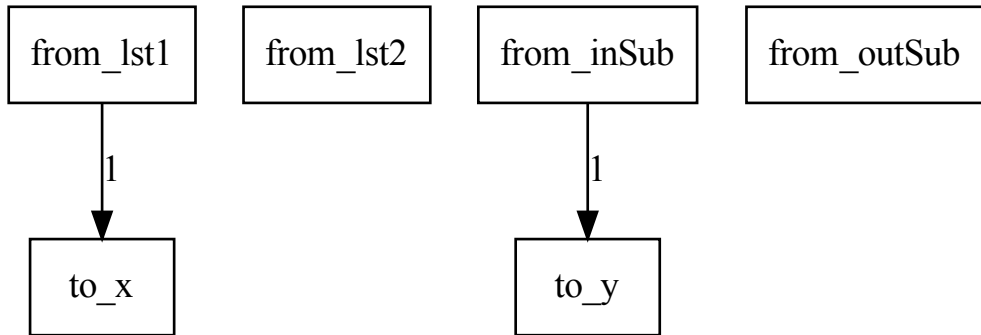 from_lst1
from_lst2
from_inSub
from_outSub
1
1
to_x
to_y